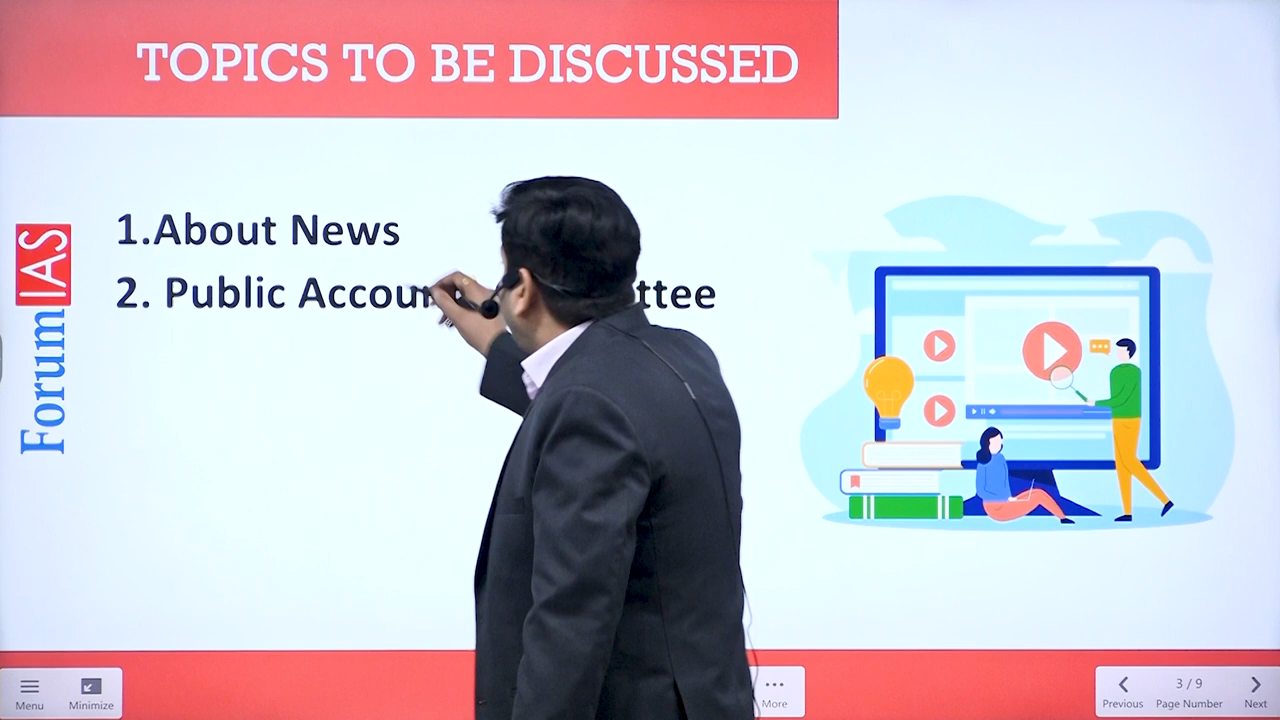 TOPICS TO BE DISCUSSED
1.About News
2. Public Accou ttee
Forum IAS
Menu
Minimize
More
Previous
3 / 9
Page Number
Next